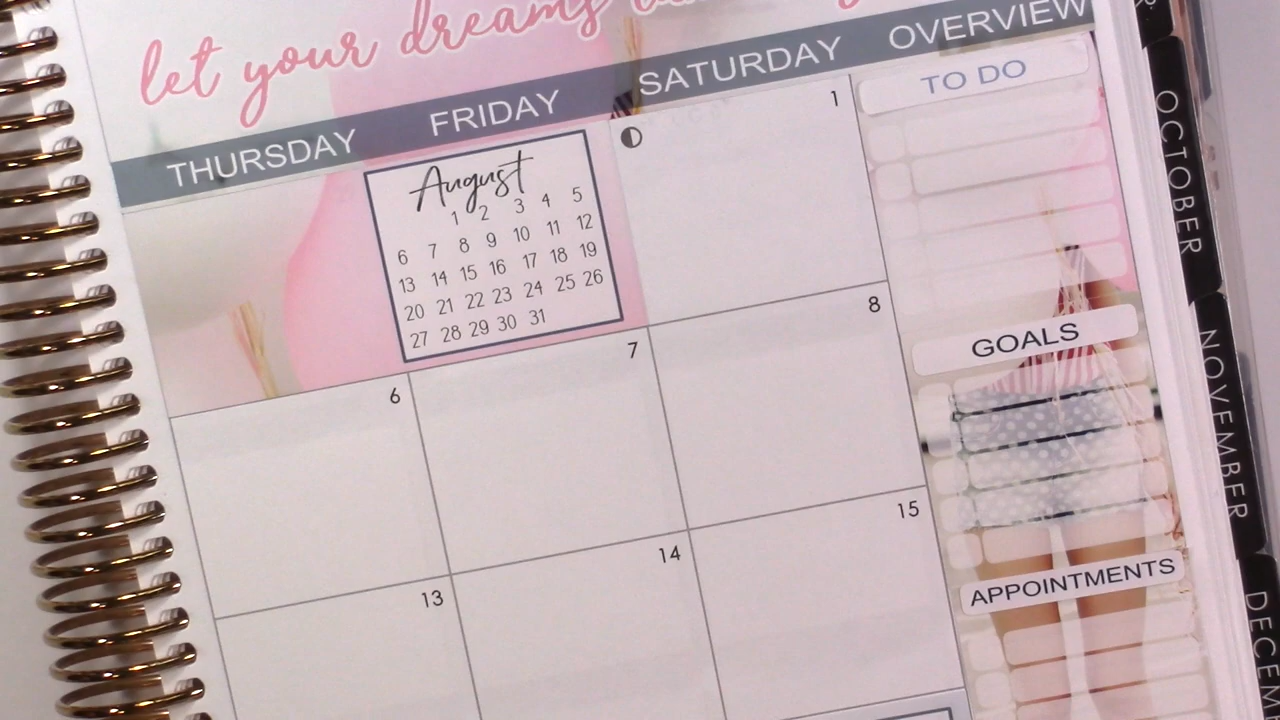 let your dreams
THURSDAY FRIDAY SATURDAY OVERVIEW
August
1 2 3 4 5
6 7 8 9 10 11 12
13 14 15 16 17 18 19
20 21 22 23 24 25 26
27 28 29 30 31
1
6 7 8
13 14 15
TO DO
GOALS
APPOINTMENTS
OCTOBER
NOVEMBER
DECEM